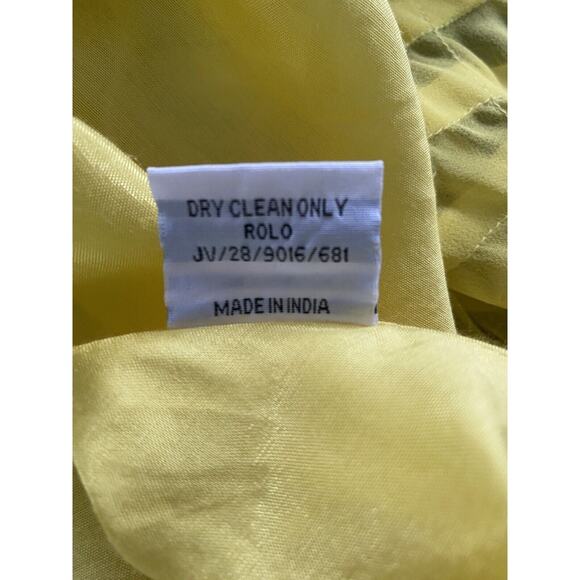 DRY CLEAN ONLY
ROLO
JV/28/9016/681
MADE IN INDIA